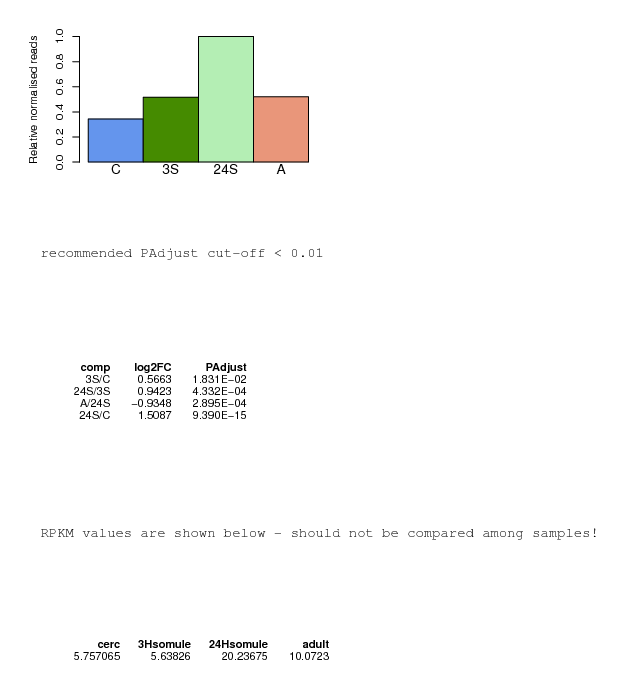 Relative normalised reads
1.0
0.8
0.6
0.4
0.2
0.0
C 3S 24S A
recommended PAdjust cut-off < 0.01
comp log2FC PAdjust
3S/C 0.5663 1.831E−02
24S/3S 0.9423 4.332E−04
A/24S −0.9348 2.895E−04
24S/C 1.5087 9.390E−15
RPKM values are shown below - should not be compared among samples!
cerc 3Hsomule 24Hsomule adult
5.757065 5.63826 20.23675 10.0723